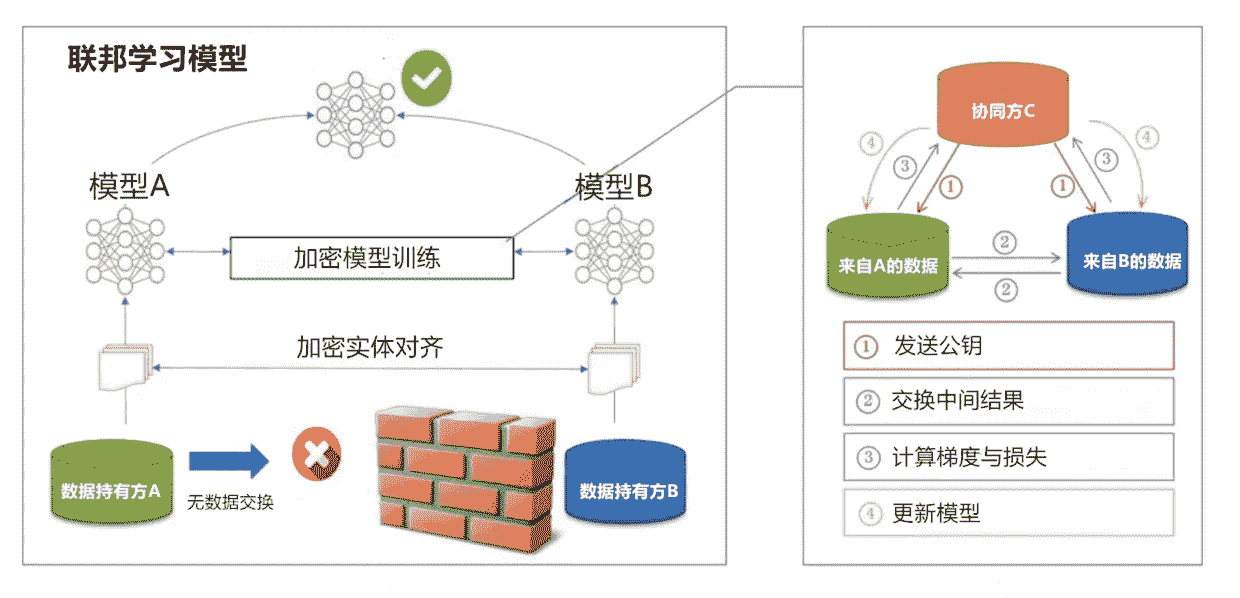 联邦学习模型
模型A
模型B
加密模型训练
加密实体对齐
数据持有方A
无数据交换
数据持有方B
协同方C
④
③
①
①
③
④
来自A的数据
②
②
来自B的数据
① 发送公钥
② 交换中间结果
③ 计算梯度与损失
④ 更新模型